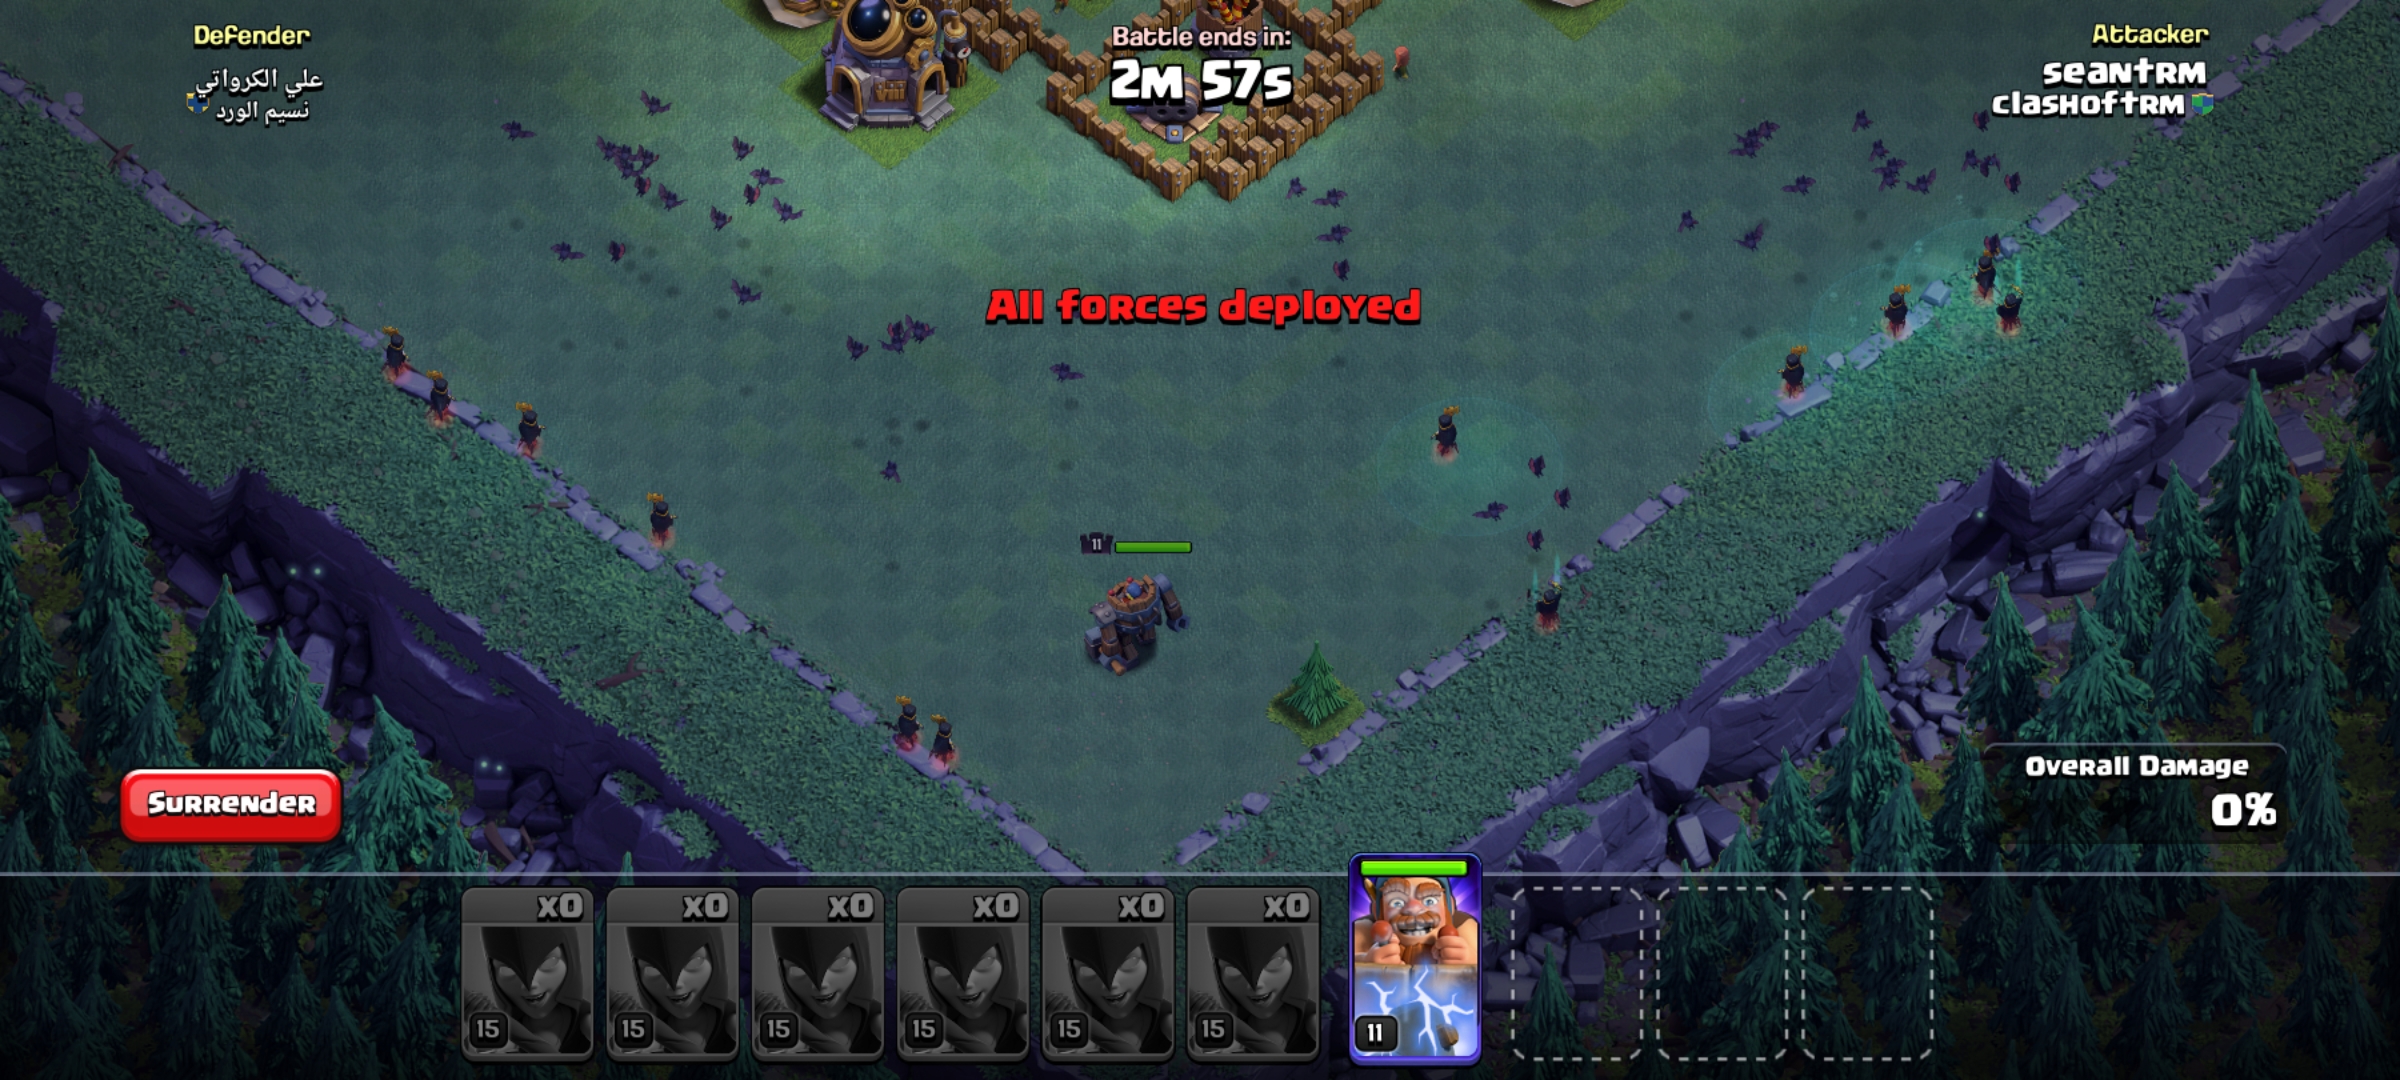 Defender
علي الكرواتي
نسيم الورد
Battle ends in:
2M 57s
Attacker
seantRM
clashoftRM
All forces deployed
11
Surrender
Overall Damage
0%
x0 x0 x0 x0 x0 x0
15 15 15 15 15 15 11